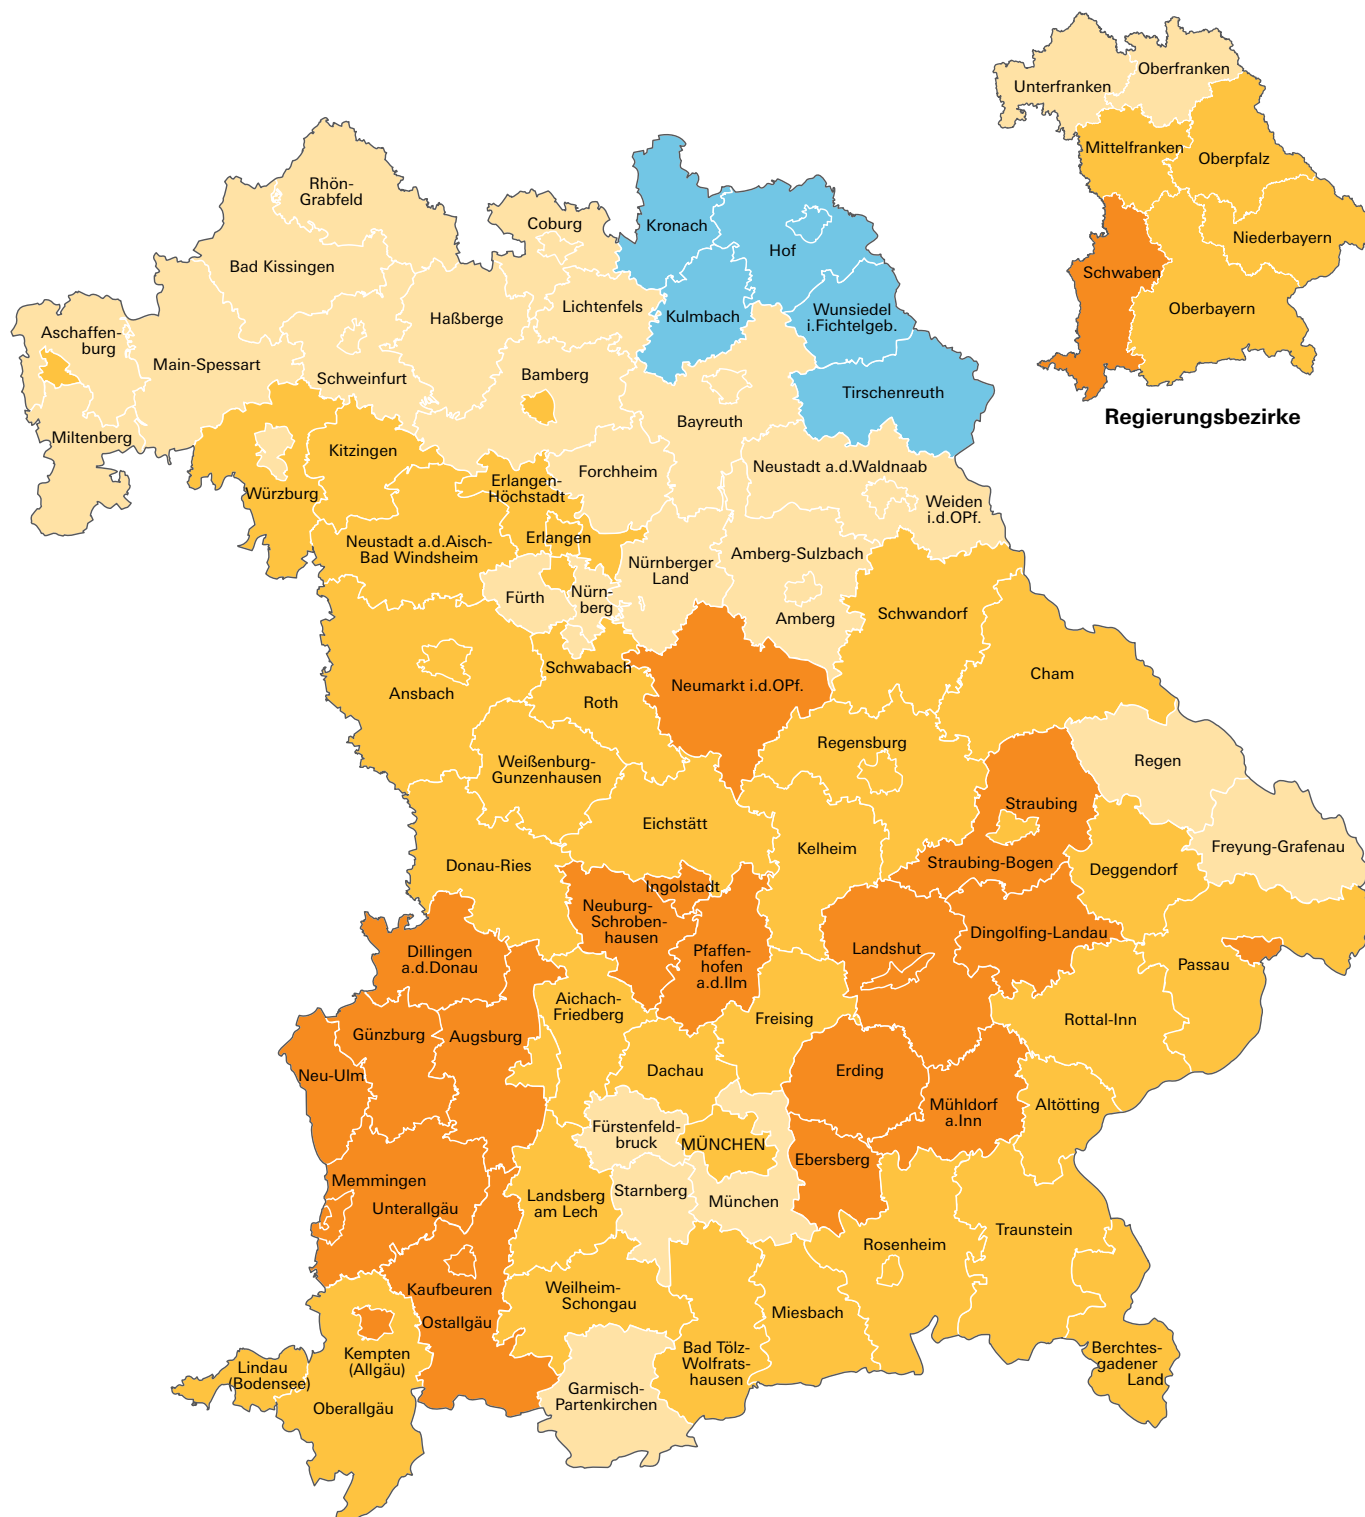 Oberfranken
Unterfranken
Mittelfranken
Oberpfalz
Niederbayern
Schwaben
Oberbayern
Regierungsbezirke
Rhön-
Grabfeld
Coburg
Kronach
Hof
Bad Kissingen
Lichtenfels
Kulmbach
Wunsiedel
i.Fichtelgeb.
Haßberge
Aschaffen-
burg
Main-Spessart
Schweinfurt
Bamberg
Tirschenreuth
Bayreuth
Miltenberg
Kitzingen
Forchheim
Neustadt a.d.Waldnaab
Erlangen-
Höchstadt
Würzburg
Weiden
i.d.OPf.
Neustadt a.d.Aisch-
Bad Windsheim
Erlangen
Nürnberger
Land
Amberg-Sulzbach
Fürth
Nürn-
berg
Amberg
Schwandorf
Schwabach
Cham
Ansbach
Roth
Neumarkt i.d.OPf.
Regensburg
Weißenburg-
Gunzenhausen
Regen
Straubing
Eichstätt
Kelheim
Freyung-Grafenau
Donau-Ries
Straubing-Bogen
Deggendorf
Ingolstadt
Neuburg-
Schroben-
hausen
Dillingen
a.d.Donau
Pfaffen-
hofen
a.d.Ilm
Landshut
Dingolfing-Landau
Passau
Aichach-
Friedberg
Freising
Rottal-Inn
Günzburg
Augsburg
Neu-Ulm
Dachau
Erding
Mühldorf
a.Inn
Altötting
Fürstenfeld-
bruck
MÜNCHEN
Ebersberg
Memmingen
Unterallgäu
Landsberg
am Lech
Starnberg
München
Rosenheim
Traunstein
Kaufbeuren
Ostallgäu
Weilheim-
Schongau
Miesbach
Kempten
(Allgäu)
Lindau
(Bodensee)
Bad Tölz-
Wolfrats-
hausen
Berchtes-
gadener
Land
Oberallgäu
Garmisch-
Partenkirchen